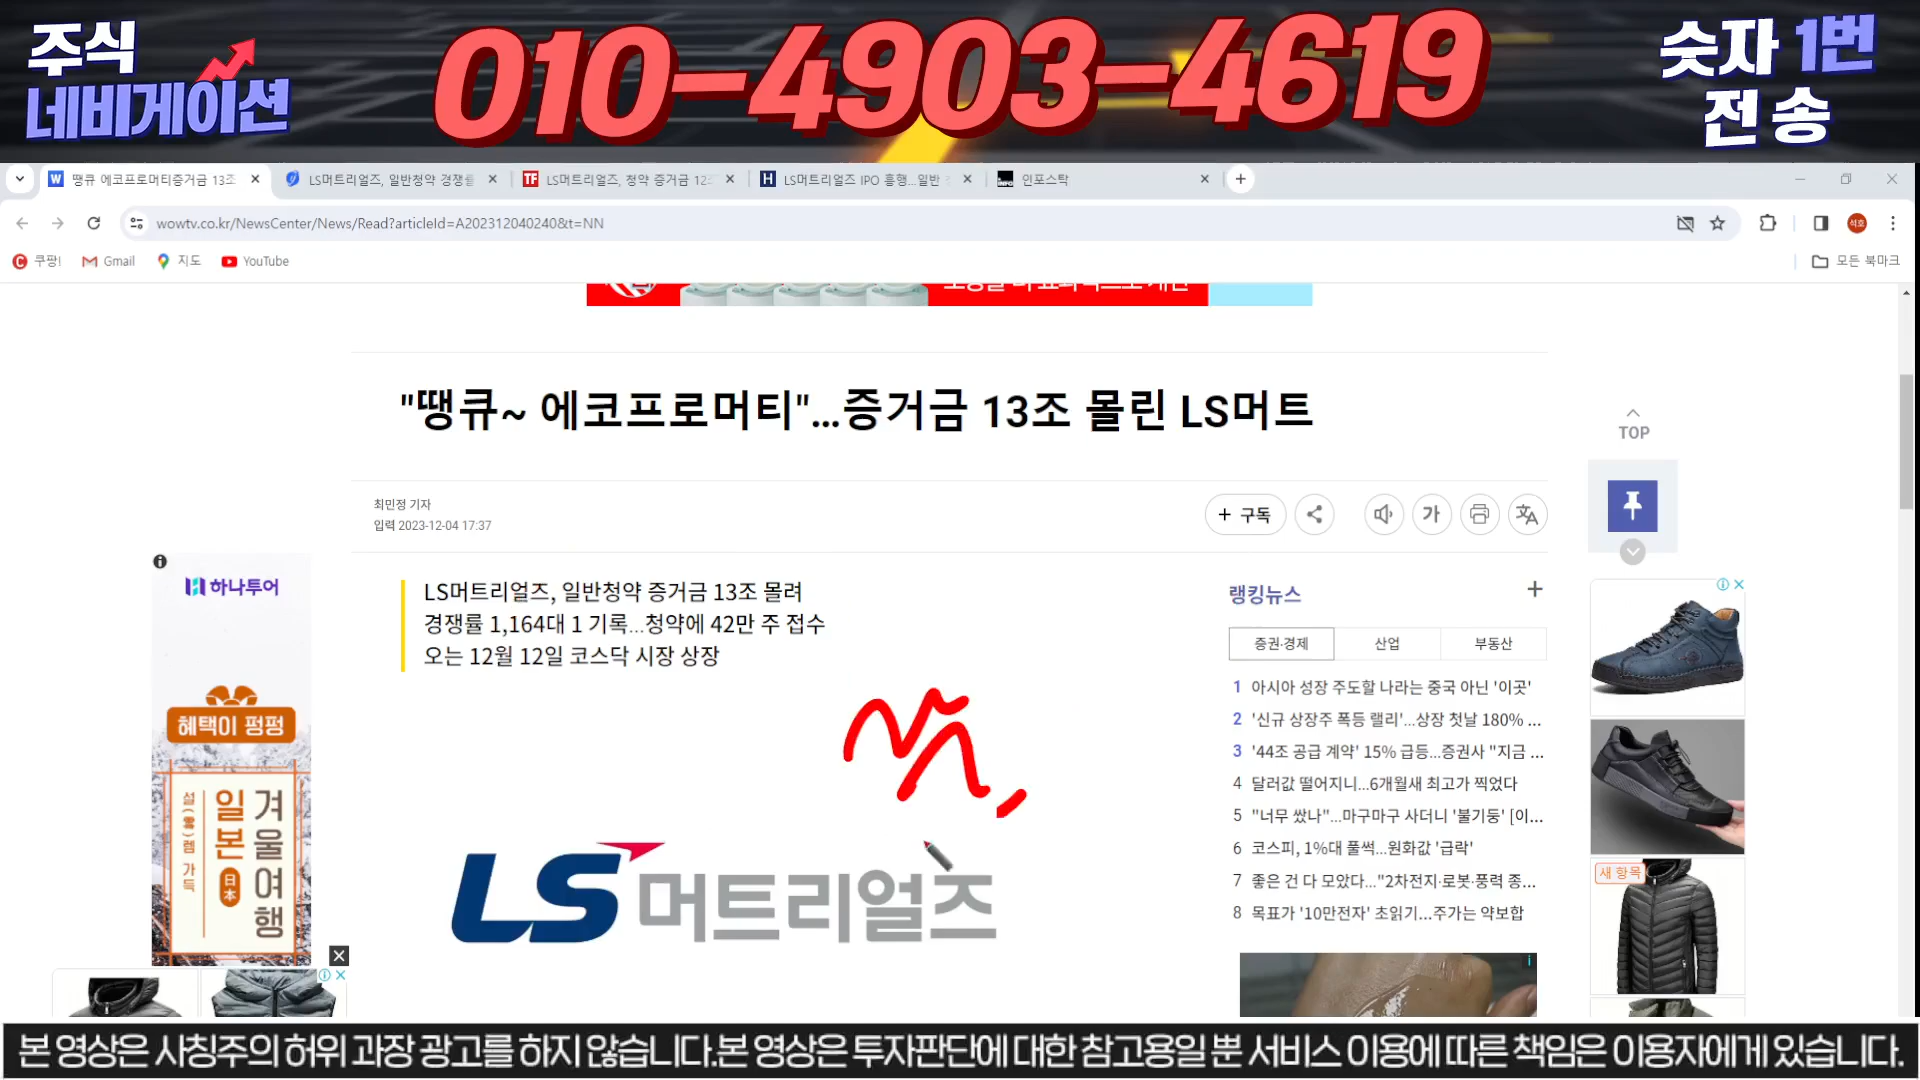 주식
네비게이션
010-4903-4619
숫자 1번
전송
땡큐 에코프로머티증거금 13조
LS머트리얼즈, 일반청약 경쟁률
LS머트리얼즈, 청약 증거금 12
LS머트리얼즈 IPO 흥행...일반
인포스탁
wowtv.co.kr/NewsCenter/News/Read?articleId=A202312040240&t=NN
석호
쿠팡!
Gmail
지도
YouTube
모든 북마크
"땡큐~ 에코프로머티"...증거금 13조 몰린 LS머트
TOP
최민정 기자
입력 2023-12-04 17:37
+ 구독
가
LS머트리얼즈, 일반청약 증거금 13조 몰려
경쟁률 1,164대 1 기록...청약에 42만 주 접수
오는 12월 12일 코스닥 시장 상장
LS머트리얼즈
랭킹뉴스
증권·경제
산업
부동산
1 아시아 성장 주도할 나라는 중국 아닌 '이곳'
2 '신규 상장주 폭등 랠리'...상장 첫날 180% ...
3 '44조 공급 계약' 15% 급등...증권사 "지금 ...
4 달러값 떨어지니...6개월새 최고가 찍었다
5 "너무 쌌나"...마구마구 사더니 '불기둥' [이...
6 코스피, 1%대 풀썩...원화값 '급락'
7 좋은 건 다 모았다..."2차전지·로봇·풍력 종...
8 목표가 '10만전자' 초읽기...주가는 약보합
하나투어
혜택이 펑펑
겨울여행
일본
日本
설(雪)렘 가득
새 항목
본 영상은 사칭주의 허위 과장 광고를 하지 않습니다.본 영상은 투자판단에 대한 참고용일 뿐 서비스 이용에 따른 책임은 이용자에게 있습니다.